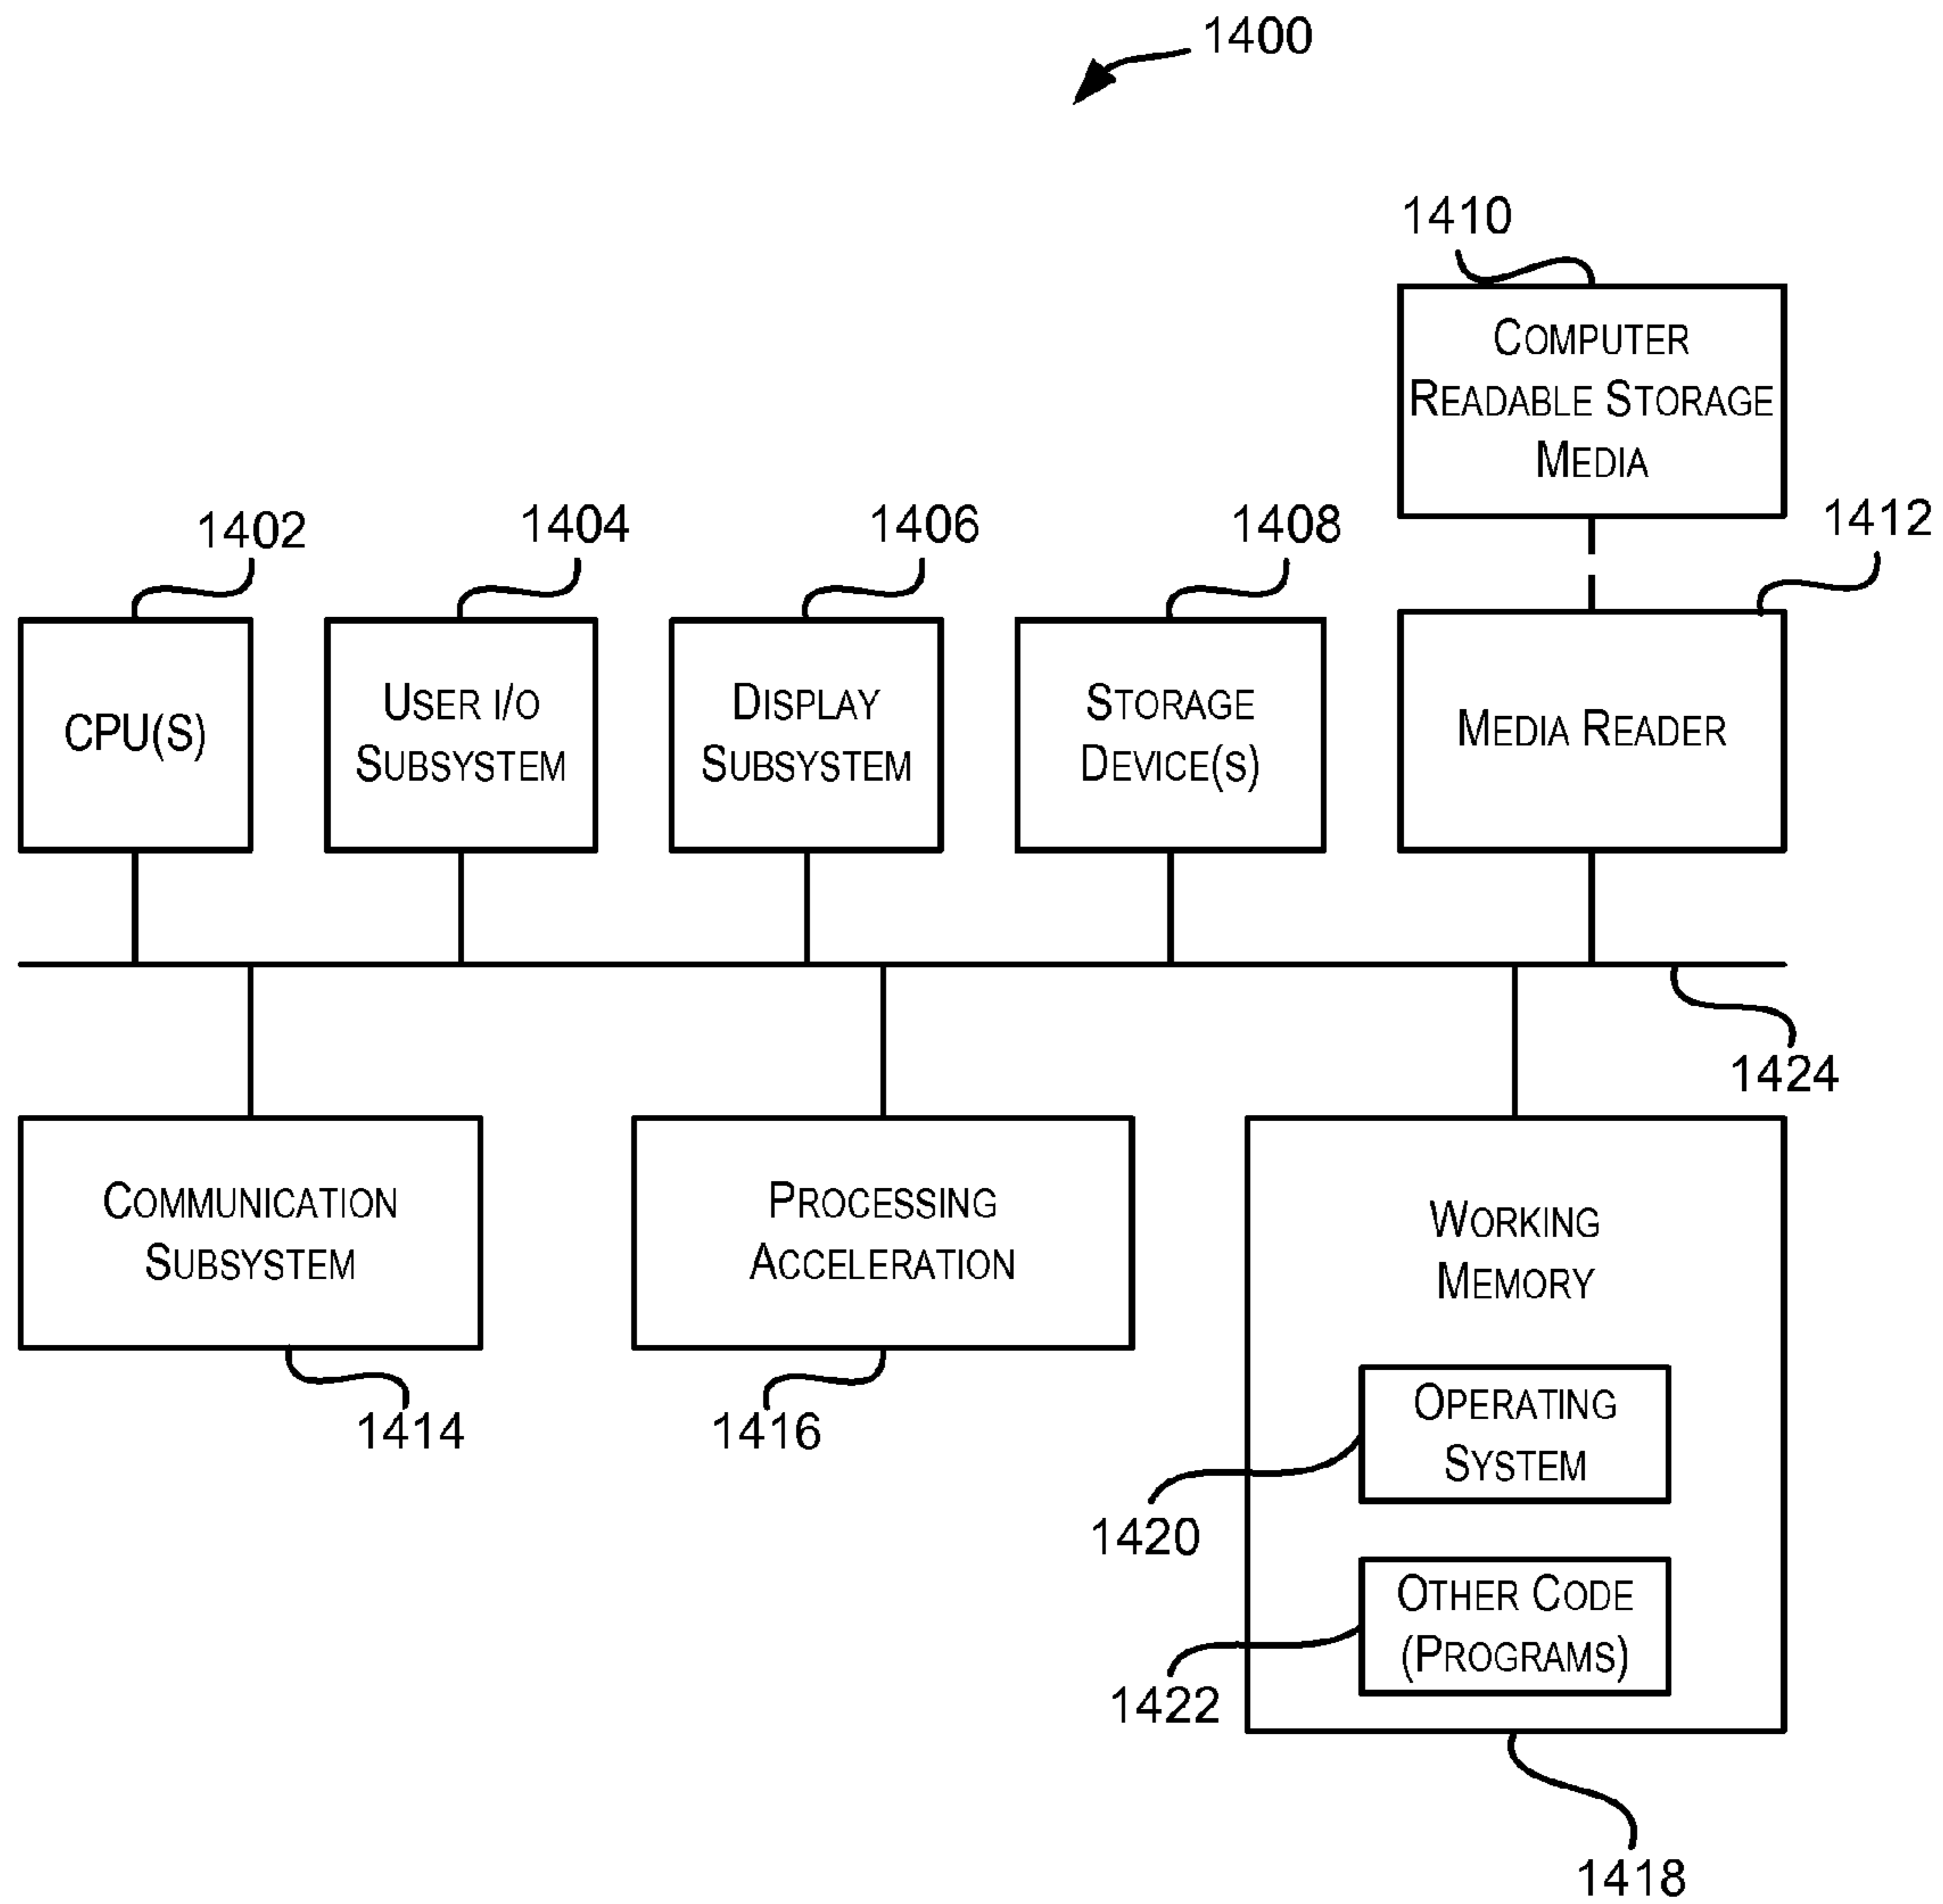 1400
1410
COMPUTER
READABLE STORAGE
MEDIA
1402
1404
1406
1408
1412
CPU(S)
USER I/O
SUBSYSTEM
DISPLAY
SUBSYSTEM
STORAGE
DEVICE(S)
MEDIA READER
1424
COMMUNICATION
SUBSYSTEM
PROCESSING
ACCELERATION
WORKING
MEMORY
1414
1416
OPERATING
SYSTEM
1420
OTHER CODE
(PROGRAMS)
1422
1418